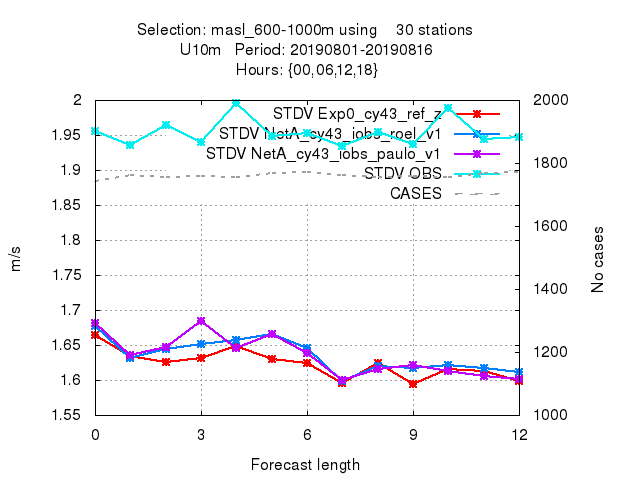 Selection: masl_600-1000m using 30 stations
U10m Period: 20190801-20190816
Hours: {00,06,12,18}
STDV Exp0_cy43_ref_z
STDV NetA_cy43_iobs_roel_v1
STDV NetA_cy43_iobs_paulo_v1
STDV OBS
CASES
2
1.95
1.9
1.85
1.8
1.75
1.7
1.65
1.6
1.55
m/s
2000
1800
1600
1400
1200
1000
No cases
0 3 6 9 12
Forecast length